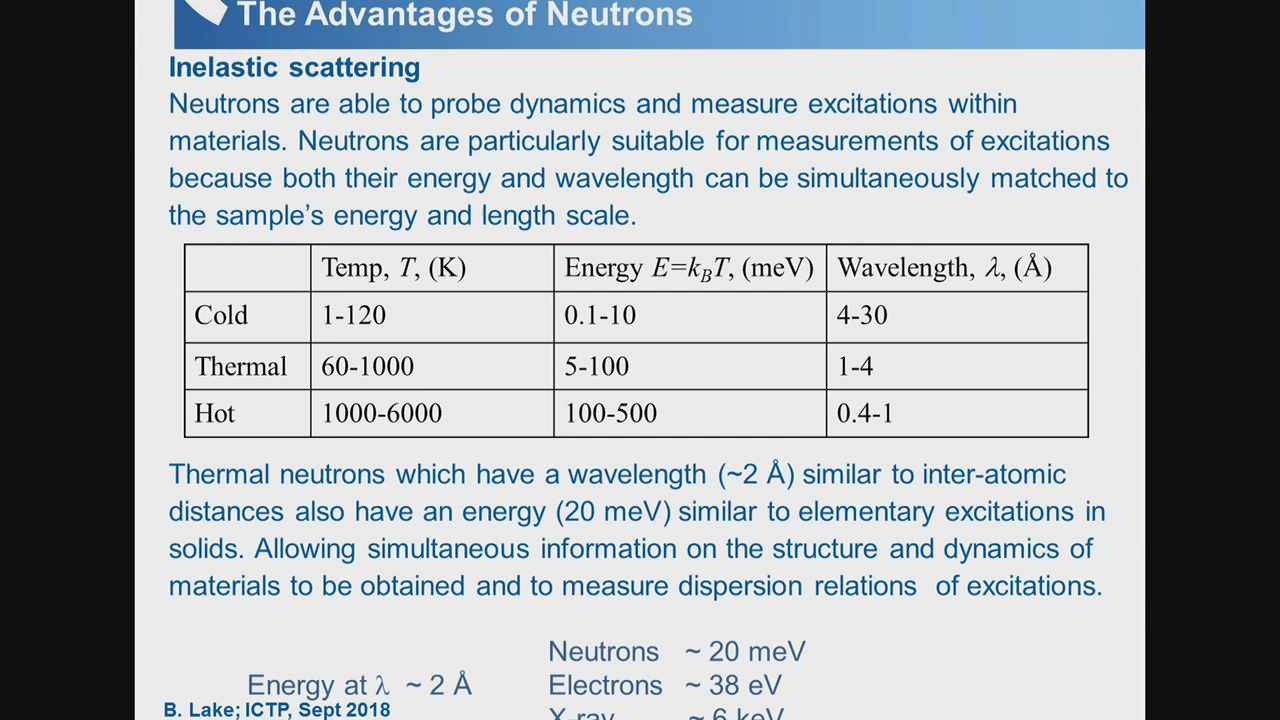 The Advantages of Neutrons
Inelastic scattering
Neutrons are able to probe dynamics and measure excitations within
materials. Neutrons are particularly suitable for measurements of excitations
because both their energy and wavelength can be simultaneously matched to
the sample's energy and length scale.
Temp, T, (K) Energy E=k_BT, (meV) Wavelength, λ, (Å)
Cold 1-120 0.1-10 4-30
Thermal 60-1000 5-100 1-4
Hot 1000-6000 100-500 0.4-1
Thermal neutrons which have a wavelength (~2 Å) similar to inter-atomic
distances also have an energy (20 meV) similar to elementary excitations in
solids. Allowing simultaneous information on the structure and dynamics of
materials to be obtained and to measure dispersion relations of excitations.
Neutrons ~ 20 meV
Energy at λ ~ 2 Å Electrons ~ 38 eV
X-ray ~ 6 keV
B. Lake; ICTP, Sept 2018